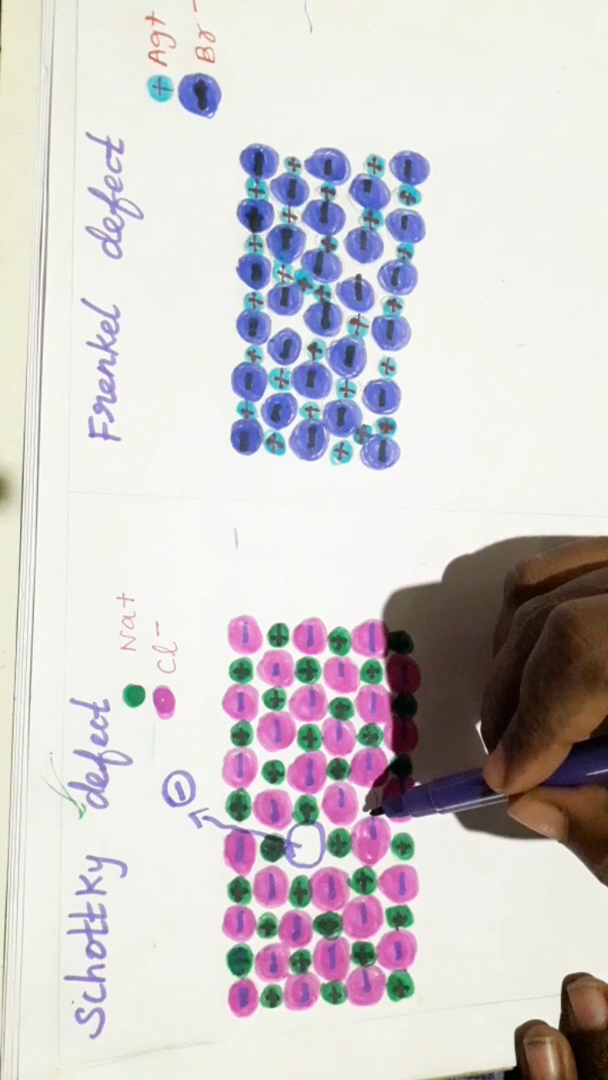 Schottky defect
Na+
Cl-
Frenkel defect
Ag+
Br-